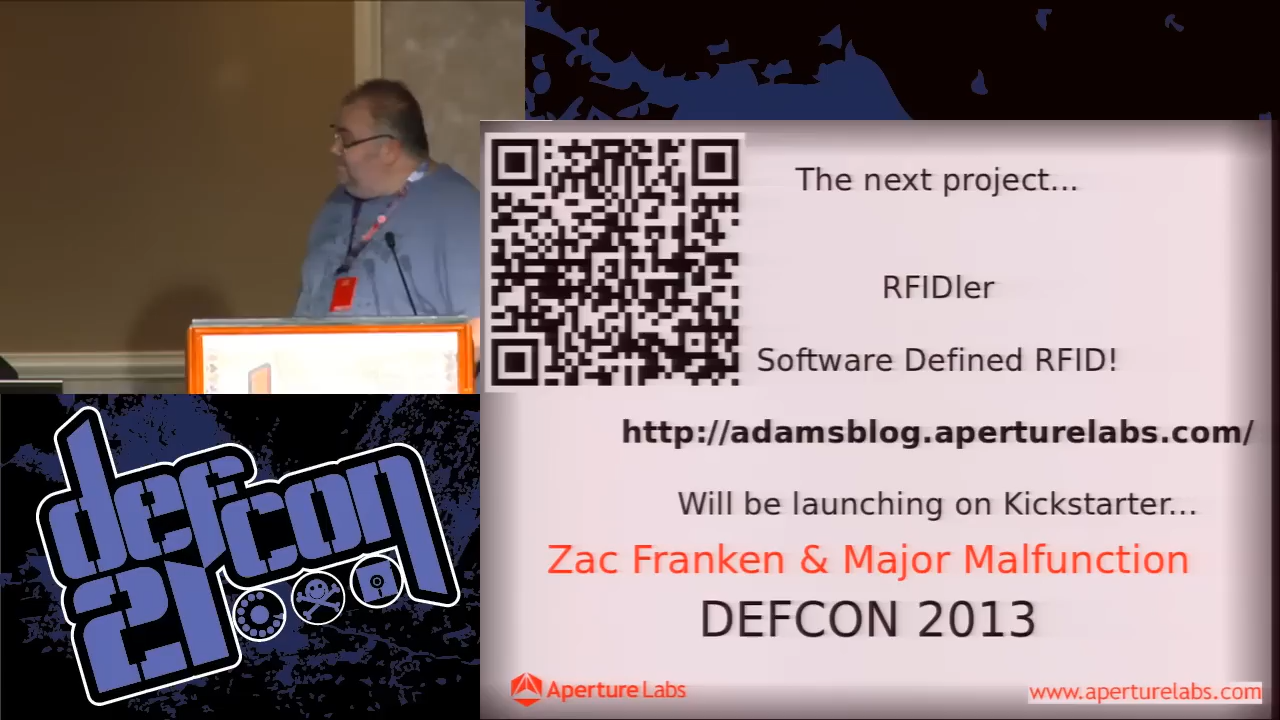 The next project...
RFIDler
Software Defined RFID!
http://adamsblog.aperturelabs.com/
Will be launching on Kickstarter...
Zac Franken & Major Malfunction
DEFCON 2013
Aperture Labs
www.aperturelabs.com
defcon
21